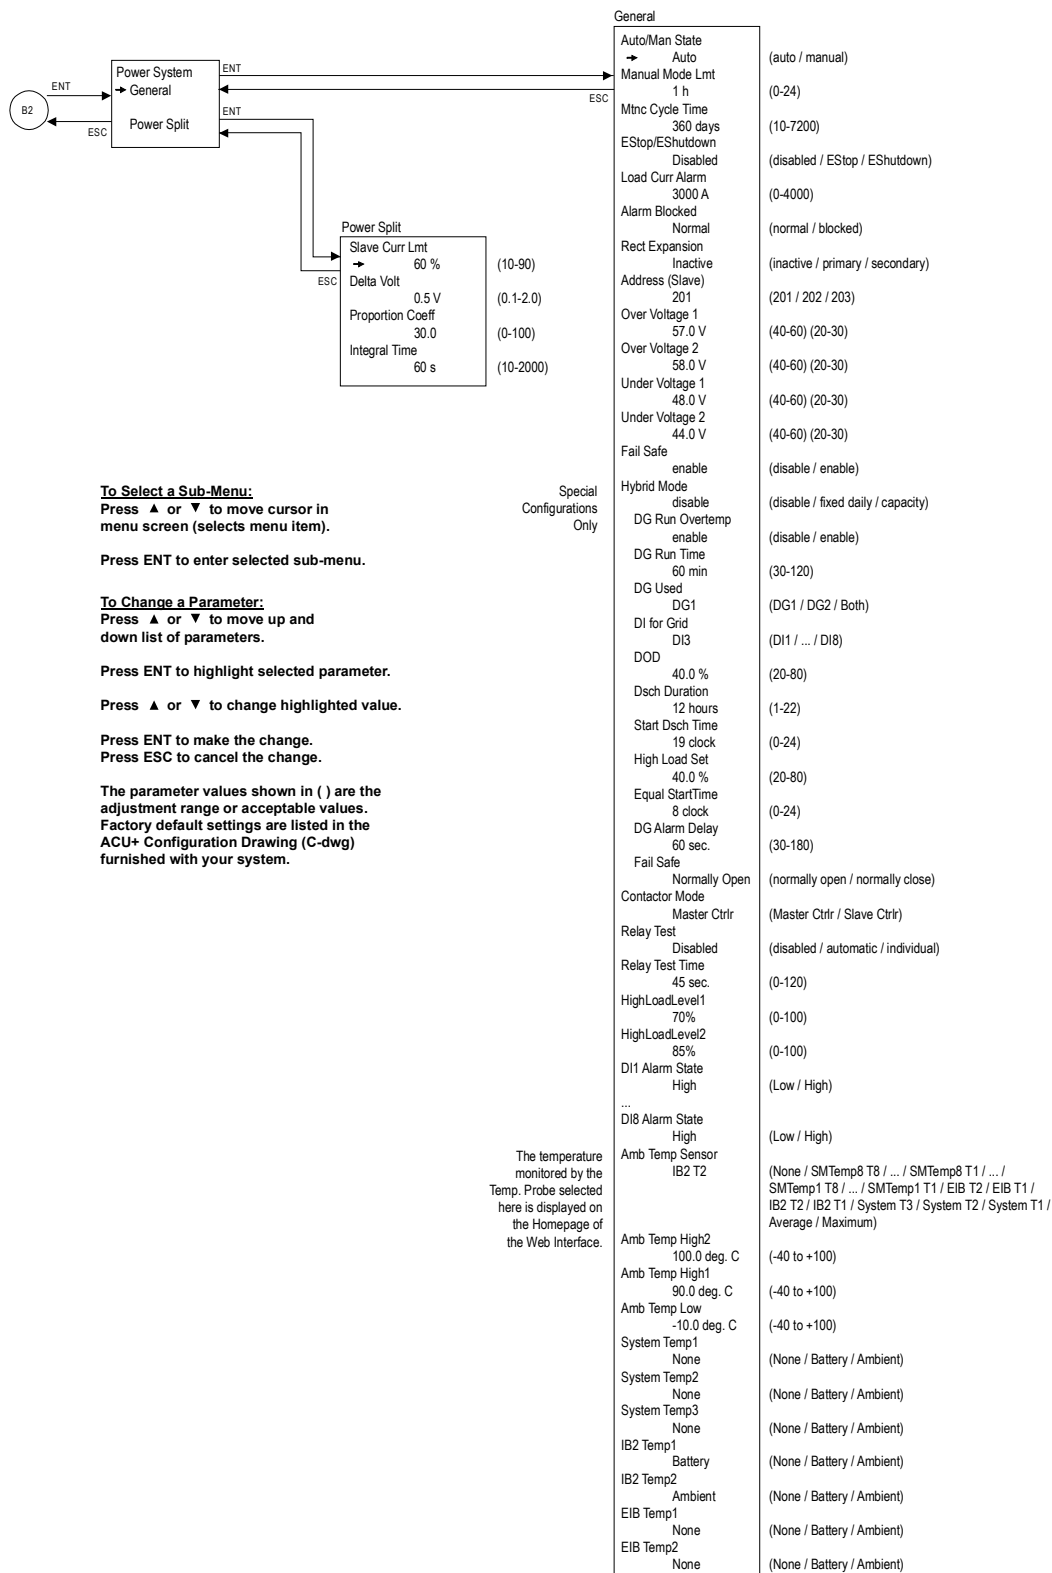 General
B2
ENT
ESC
Power System
General
Power Split
ENT
ESC
ENT
ESC
Power Split
Slave Curr Lmt
60 % (10-90)
Delta Volt
0.5 V (0.1-2.0)
Proportion Coeff
30.0 (0-100)
Integral Time
60 s (10-2000)
To Select a Sub-Menu:
Press ▲ or ▼ to move cursor in
menu screen (selects menu item).
Press ENT to enter selected sub-menu.
To Change a Parameter:
Press ▲ or ▼ to move up and
down list of parameters.
Press ENT to highlight selected parameter.
Press ▲ or ▼ to change highlighted value.
Press ENT to make the change.
Press ESC to cancel the change.
The parameter values shown in ( ) are the
adjustment range or acceptable values.
Factory default settings are listed in the
ACU+ Configuration Drawing (C-dwg)
furnished with your system.
Auto/Man State
Auto (auto / manual)
Manual Mode Lmt
1 h (0-24)
Mtnc Cycle Time
360 days (10-7200)
EStop/EShutdown
Disabled (disabled / EStop / EShutdown)
Load Curr Alarm
3000 A (0-4000)
Alarm Blocked
Normal (normal / blocked)
Rect Expansion
Inactive (inactive / primary / secondary)
Address (Slave)
201 (201 / 202 / 203)
Over Voltage 1
57.0 V (40-60) (20-30)
Over Voltage 2
58.0 V (40-60) (20-30)
Under Voltage 1
48.0 V (40-60) (20-30)
Under Voltage 2
44.0 V (40-60) (20-30)
Fail Safe
enable (disable / enable)
Special
Configurations
Only
Hybrid Mode
disable (disable / fixed daily / capacity)
DG Run Overtemp
enable (disable / enable)
DG Run Time
60 min (30-120)
DG Used
DG1 (DG1 / DG2 / Both)
DI for Grid
DI3 (DI1 / ... / DI8)
DOD
40.0 % (20-80)
Dsch Duration
12 hours (1-22)
Start Dsch Time
19 clock (0-24)
High Load Set
40.0 % (20-80)
Equal StartTime
8 clock (0-24)
DG Alarm Delay
60 sec. (30-180)
Fail Safe
Normally Open (normally open / normally close)
Contactor Mode
Master Ctrlr (Master Ctrlr / Slave Ctrlr)
Relay Test
Disabled (disabled / automatic / individual)
Relay Test Time
45 sec. (0-120)
HighLoadLevel1
70% (0-100)
HighLoadLevel2
85% (0-100)
DI1 Alarm State
High (Low / High)
...
DI8 Alarm State
High (Low / High)
The temperature
monitored by the
Temp. Probe selected
here is displayed on
the Homepage of
the Web Interface.
Amb Temp Sensor
IB2 T2 (None / SMTemp8 T8 / ... / SMTemp8 T1 / ... /
SMTemp1 T8 / ... / SMTemp1 T1 / EIB T2 / EIB T1 /
IB2 T2 / IB2 T1 / System T3 / System T2 / System T1 /
Average / Maximum)
Amb Temp High2
100.0 deg. C (-40 to +100)
Amb Temp High1
90.0 deg. C (-40 to +100)
Amb Temp Low
-10.0 deg. C (-40 to +100)
System Temp1
None (None / Battery / Ambient)
System Temp2
None (None / Battery / Ambient)
System Temp3
None (None / Battery / Ambient)
IB2 Temp1
Battery (None / Battery / Ambient)
IB2 Temp2
Ambient (None / Battery / Ambient)
EIB Temp1
None (None / Battery / Ambient)
EIB Temp2
None (None / Battery / Ambient)